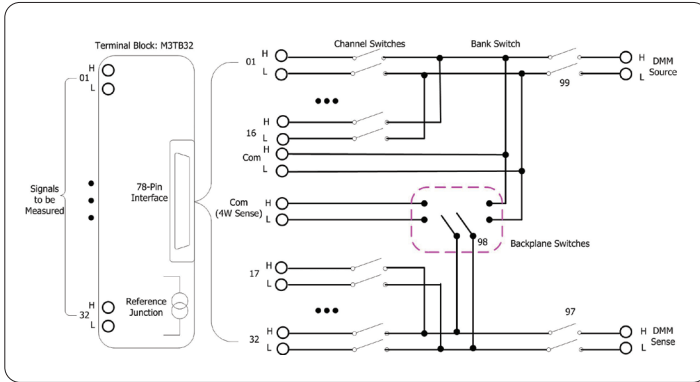 Terminal Block: M3TB32
Channel Switches
Bank Switch
H
01
L
H
01
L
H
L
DMM
Source
99
H
16
L
H
Com
L
Signals
to be
Measured
78-Pin
Interface
Com
(4W Sense)
H
L
98
Backplane Switches
H
17
L
Reference
Junction
H
32
L
H
32
L
97
H
L
DMM
Sense